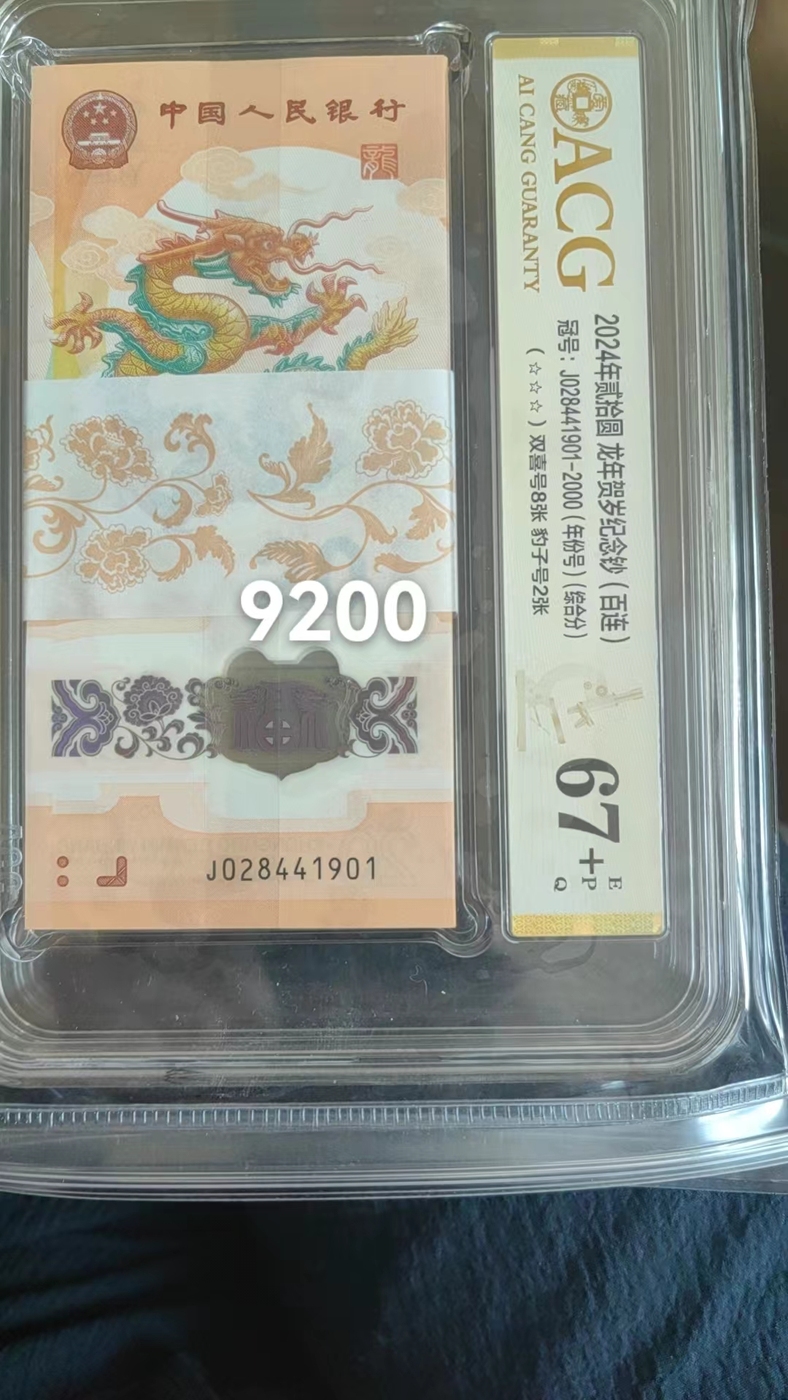 中国人民银行
龍
9200
J028441901
ACG
AI CANG GUARANTY
2024年贰拾圆 龙年贺岁纪念钞（百连）
冠号：J028441901-2000（年份号）（综合分）
（☆☆☆）双喜号8张 豹子号2张
67+
E
P
Q